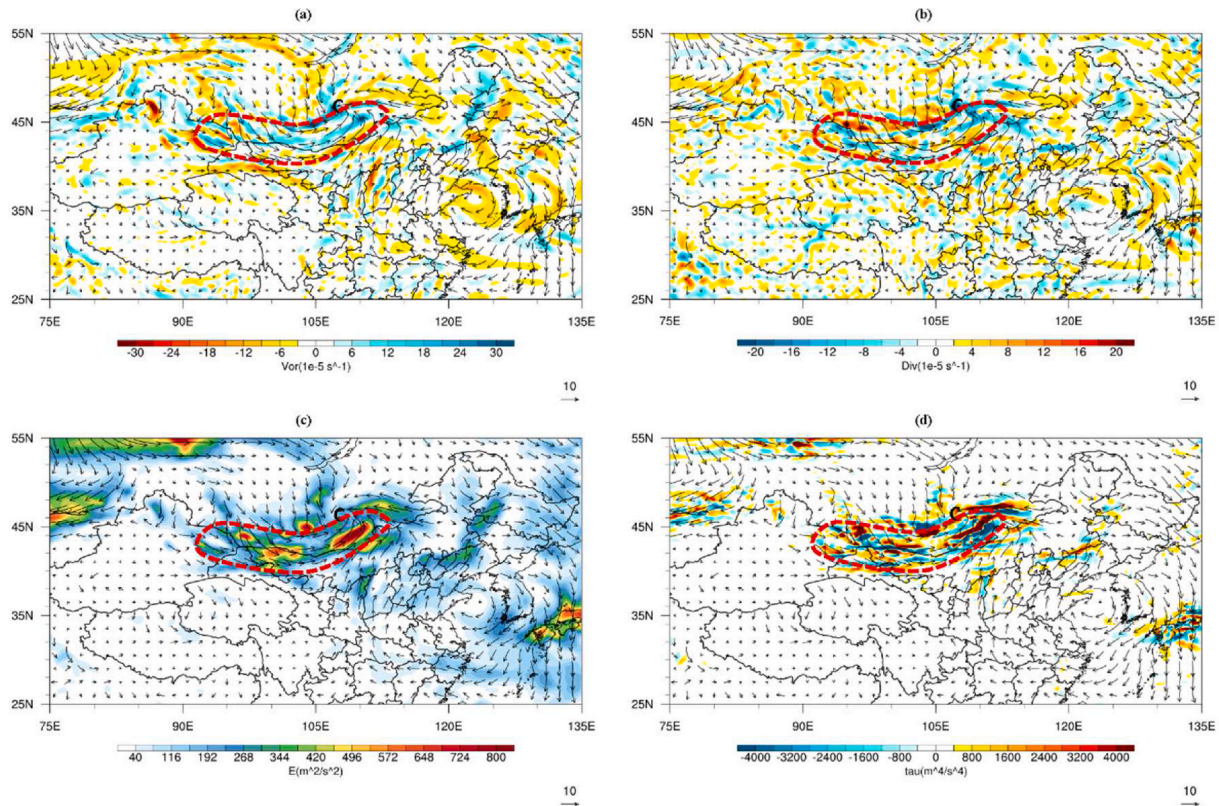 (a)
55N
45N
35N
25N
C
75E 90E 105E 120E 135E
-30 -24 -18 -12 -6 0 6 12 18 24 30
Vor(1e-5 s^-1)
10
(b)
55N
45N
35N
25N
C
75E 90E 105E 120E 135E
-20 -16 -12 -8 -4 0 4 8 12 16 20
Div(1e-5 s^-1)
10
(c)
55N
45N
35N
25N
C
75E 90E 105E 120E 135E
40 116 192 268 344 420 496 572 648 724 800
E(m^2/s^2)
10
(d)
55N
45N
35N
25N
C
75E 90E 105E 120E 135E
-4000 -3200 -2400 -1600 -800 0 800 1600 2400 3200 4000
tau(m^4/s^4)
10